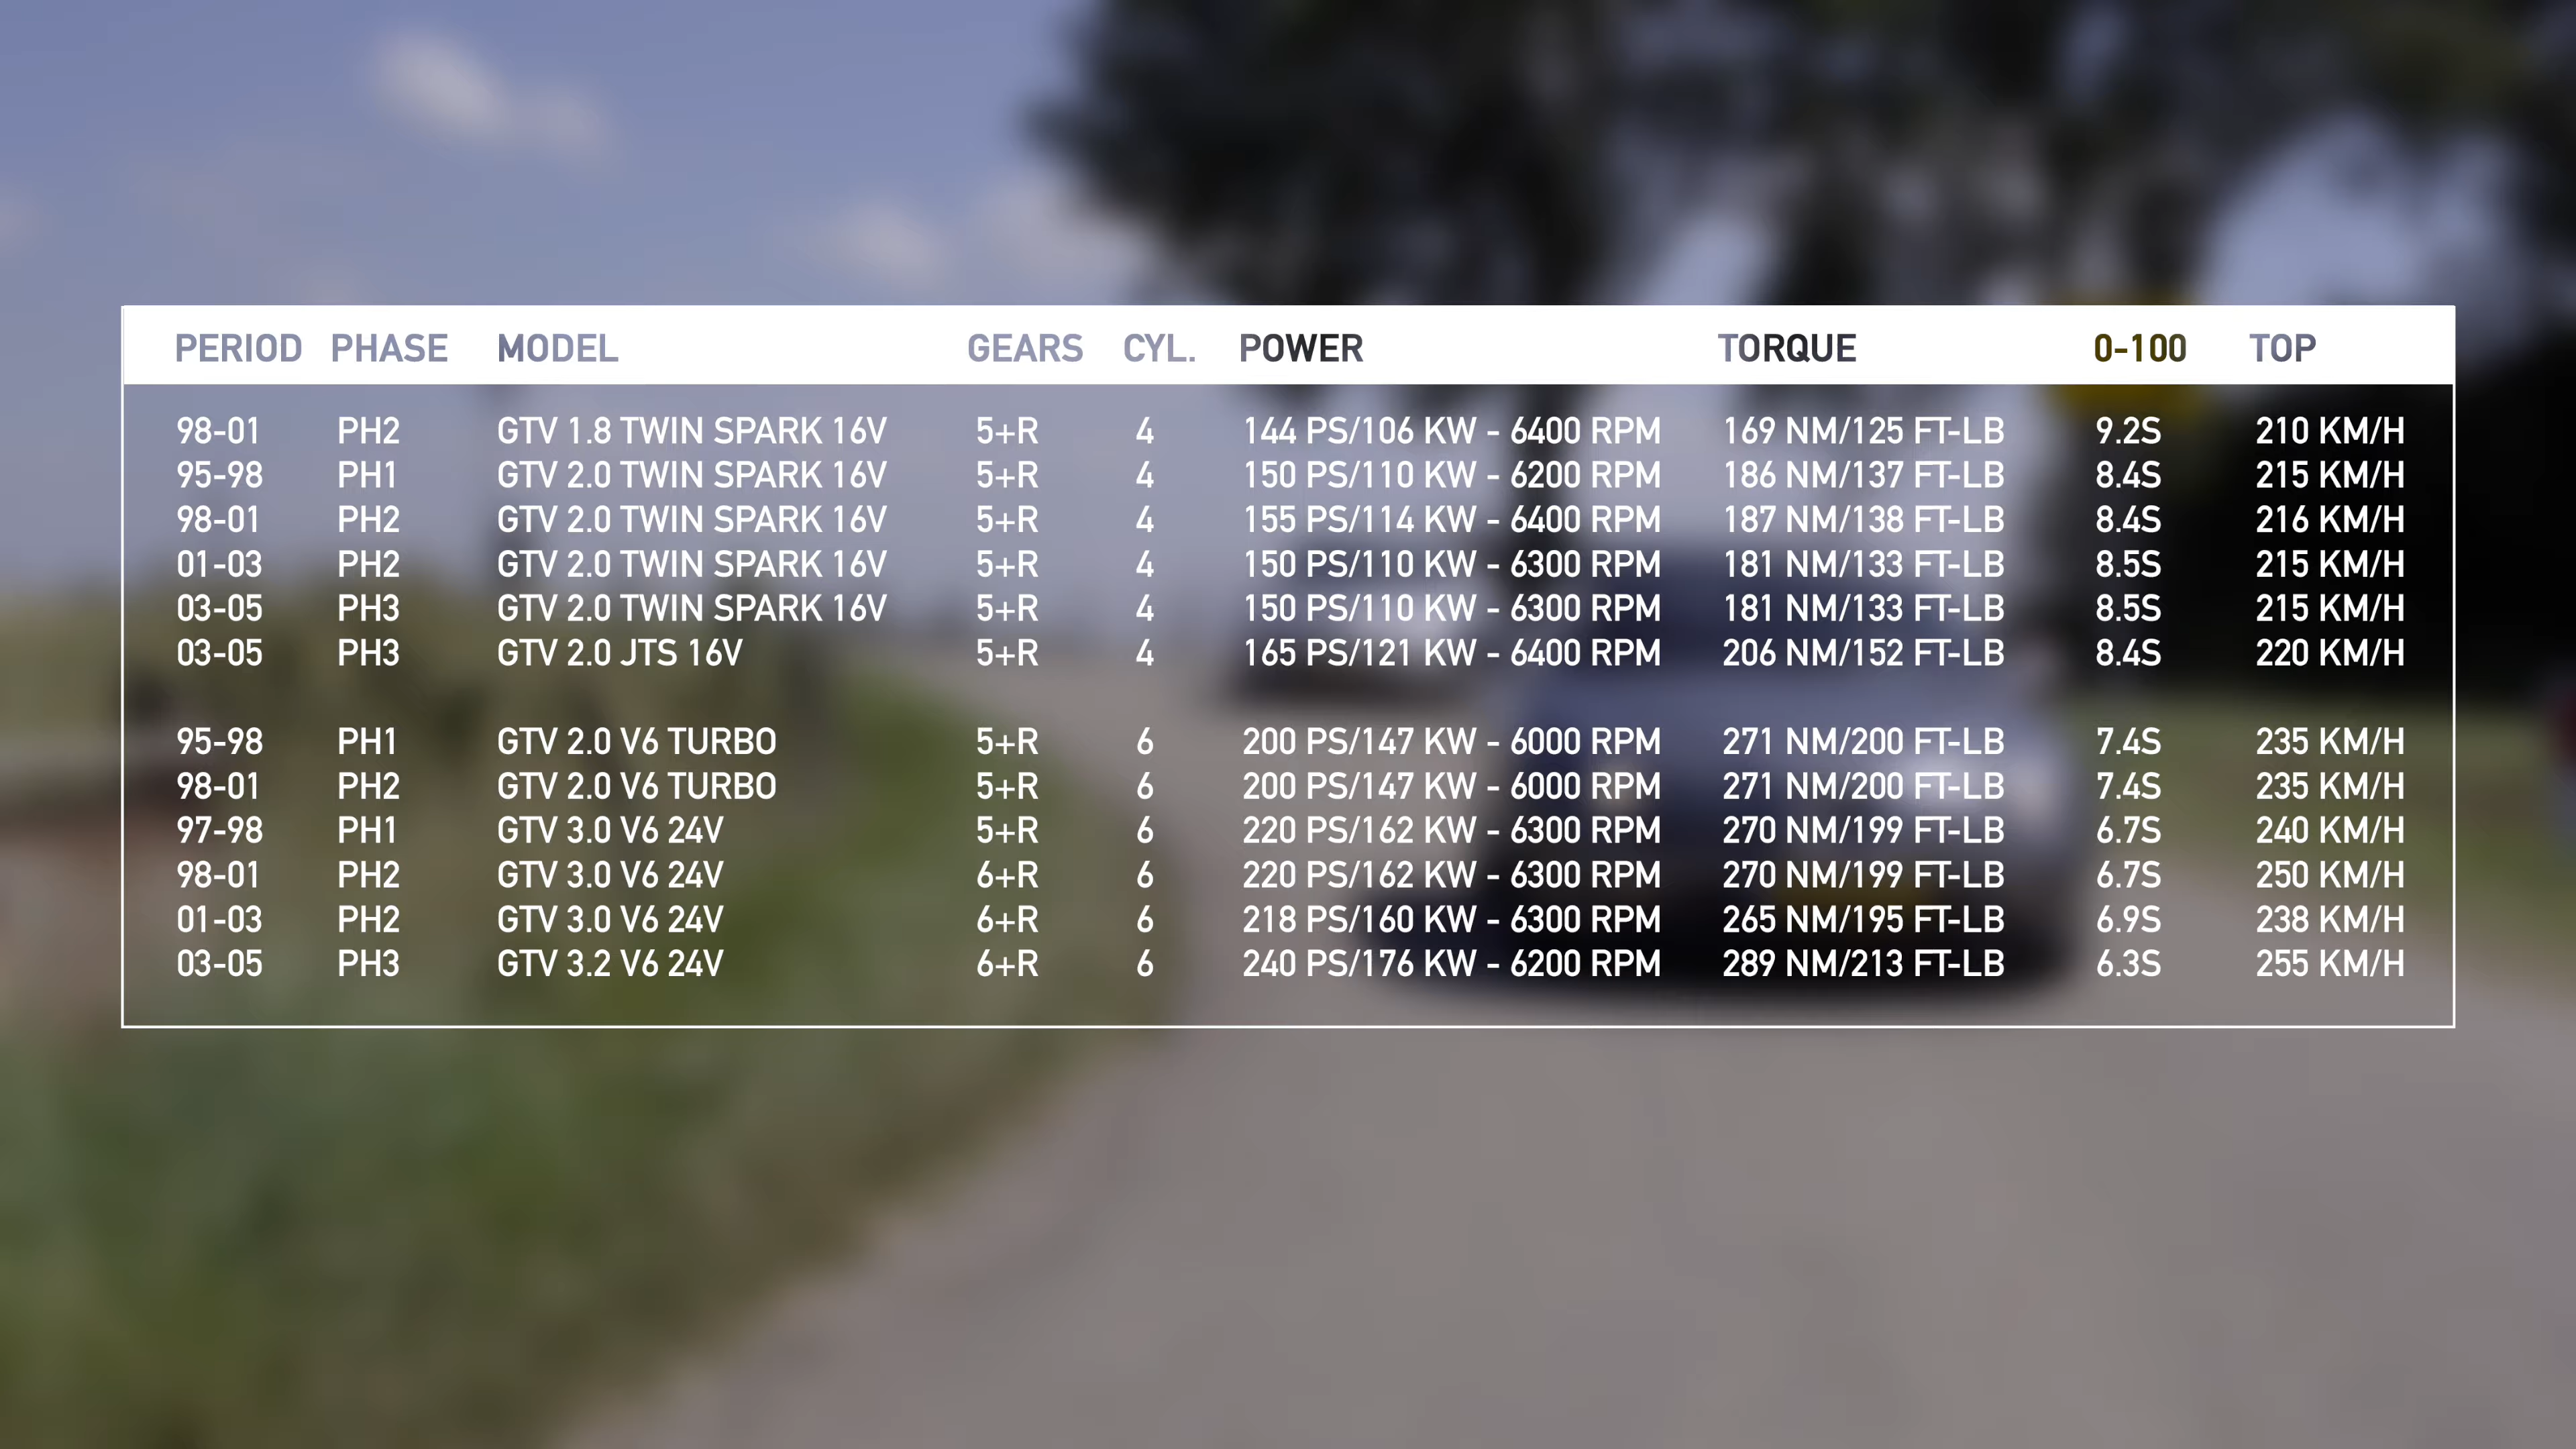 PERIOD PHASE MODEL GEARS CYL. POWER TORQUE 0-100 TOP
98-01 PH2 GTV 1.8 TWIN SPARK 16V 5+R 4 144 PS/106 KW - 6400 RPM 169 NM/125 FT-LB 9.2S 210 KM/H
95-98 PH1 GTV 2.0 TWIN SPARK 16V 5+R 4 150 PS/110 KW - 6200 RPM 186 NM/137 FT-LB 8.4S 215 KM/H
98-01 PH2 GTV 2.0 TWIN SPARK 16V 5+R 4 155 PS/114 KW - 6400 RPM 187 NM/138 FT-LB 8.4S 216 KM/H
01-03 PH2 GTV 2.0 TWIN SPARK 16V 5+R 4 150 PS/110 KW - 6300 RPM 181 NM/133 FT-LB 8.5S 215 KM/H
03-05 PH3 GTV 2.0 TWIN SPARK 16V 5+R 4 150 PS/110 KW - 6300 RPM 181 NM/133 FT-LB 8.5S 215 KM/H
03-05 PH3 GTV 2.0 JTS 16V 5+R 4 165 PS/121 KW - 6400 RPM 206 NM/152 FT-LB 8.4S 220 KM/H
95-98 PH1 GTV 2.0 V6 TURBO 5+R 6 200 PS/147 KW - 6000 RPM 271 NM/200 FT-LB 7.4S 235 KM/H
98-01 PH2 GTV 2.0 V6 TURBO 5+R 6 200 PS/147 KW - 6000 RPM 271 NM/200 FT-LB 7.4S 235 KM/H
97-98 PH1 GTV 3.0 V6 24V 5+R 6 220 PS/162 KW - 6300 RPM 270 NM/199 FT-LB 6.7S 240 KM/H
98-01 PH2 GTV 3.0 V6 24V 6+R 6 220 PS/162 KW - 6300 RPM 270 NM/199 FT-LB 6.7S 250 KM/H
01-03 PH2 GTV 3.0 V6 24V 6+R 6 218 PS/160 KW - 6300 RPM 265 NM/195 FT-LB 6.9S 238 KM/H
03-05 PH3 GTV 3.2 V6 24V 6+R 6 240 PS/176 KW - 6200 RPM 289 NM/213 FT-LB 6.3S 255 KM/H